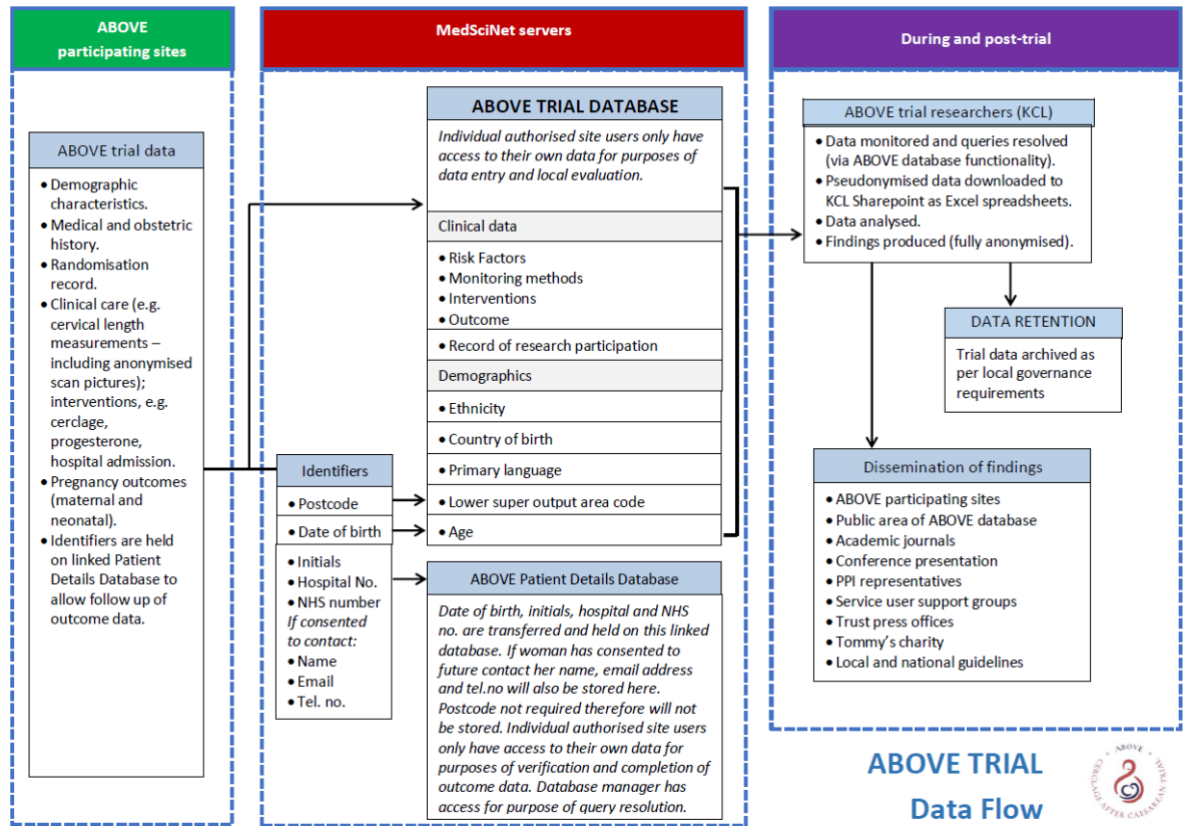 ABOVE
participating sites
MedSciNet servers
During and post-trial
ABOVE trial data
• Demographic
characteristics.
• Medical and obstetric
history.
• Randomisation
record.
• Clinical care (e.g.
cervical length
measurements –
including anonymised
scan pictures);
interventions, e.g.
cerclage,
progesterone,
hospital admission.
• Pregnancy outcomes
(maternal and
neonatal).
• Identifiers are held
on linked Patient
Details Database to
allow follow up of
outcome data.
Identifiers
• Postcode
• Date of birth
• Initials
• Hospital No.
• NHS number
If consented
to contact:
• Name
• Email
• Tel. no.
ABOVE TRIAL DATABASE
Individual authorised site users only have
access to their own data for purposes of
data entry and local evaluation.
Clinical data
• Risk Factors
• Monitoring methods
• Interventions
• Outcome
• Record of research participation
Demographics
• Ethnicity
• Country of birth
• Primary language
• Lower super output area code
• Age
ABOVE Patient Details Database
Date of birth, initials, hospital and NHS
no. are transferred and held on this linked
database. If woman has consented to
future contact her name, email address
and tel.no will also be stored here.
Postcode not required therefore will not
be stored. Individual authorised site users
only have access to their own data for
purposes of verification and completion of
outcome data. Database manager has
access for purpose of query resolution.
ABOVE trial researchers (KCL)
• Data monitored and queries resolved
(via ABOVE database functionality).
• Pseudonymised data downloaded to
KCL Sharepoint as Excel spreadsheets.
• Data analysed.
• Findings produced (fully anonymised).
DATA RETENTION
Trial data archived as
per local governance
requirements
Dissemination of findings
• ABOVE participating sites
• Public area of ABOVE database
• Academic journals
• Conference presentation
• PPI representatives
• Service user support groups
• Trust press offices
• Tommy's charity
• Local and national guidelines
ABOVE TRIAL
Data Flow
ABOVE
CERCLAGE AFTER CAESAREAN TRIAL